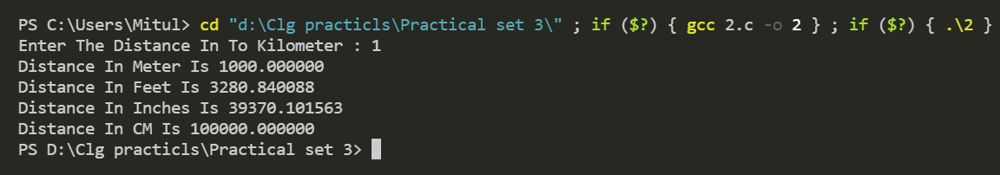 PS C:\Users\Mitul> cd "d:\Clg practicls\Practical set 3\" ; if ($?) { gcc 2.c -o 2 } ; if ($?) { .\2 }
Enter The Distance In To Kilometer : 1
Distance In Meter Is 1000.000000
Distance In Feet Is 3280.840088
Distance In Inches Is 39370.101563
Distance In CM Is 100000.000000
PS D:\Clg practicls\Practical set 3>